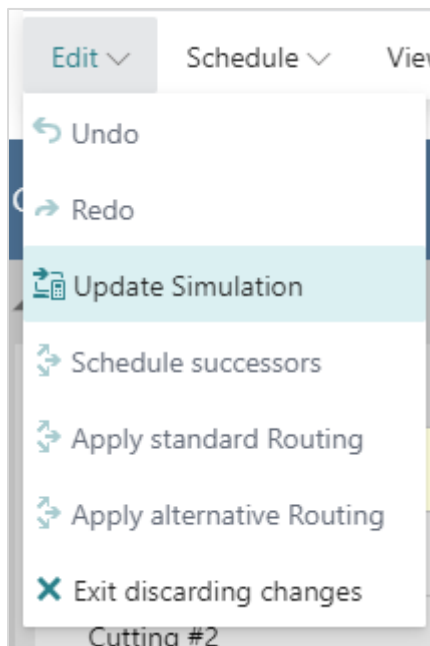 Edit Schedule Vie
Undo
Redo
Update Simulation
Schedule successors
Apply standard Routing
Apply alternative Routing
Exit discarding changes
Cutting #2